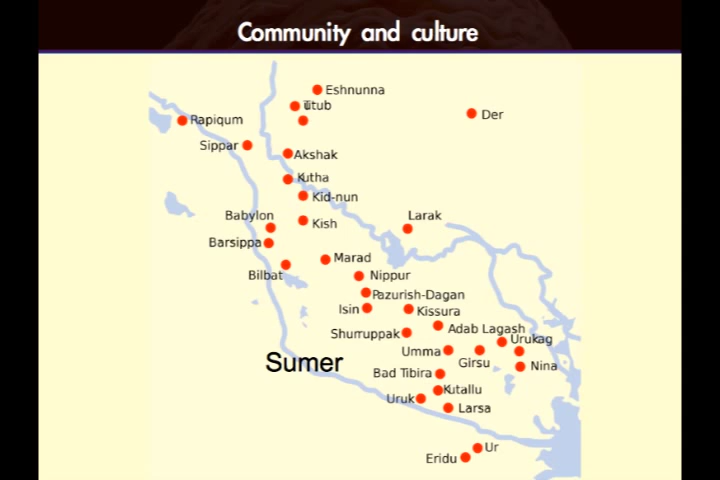 Community and culture
Eshnunna
Tutub
Der
Rapiqum
Sippar
Akshak
Kutha
Kid-nun
Babylon
Kish
Larak
Barsippa
Marad
Bilbat
Nippur
Pazurish-Dagan
Isin
Kissura
Adab Lagash
Shurruppak
Urukag
Umma
Girsu
Sumer
Nina
Bad Tibira
Kutallu
Uruk
Larsa
Ur
Eridu